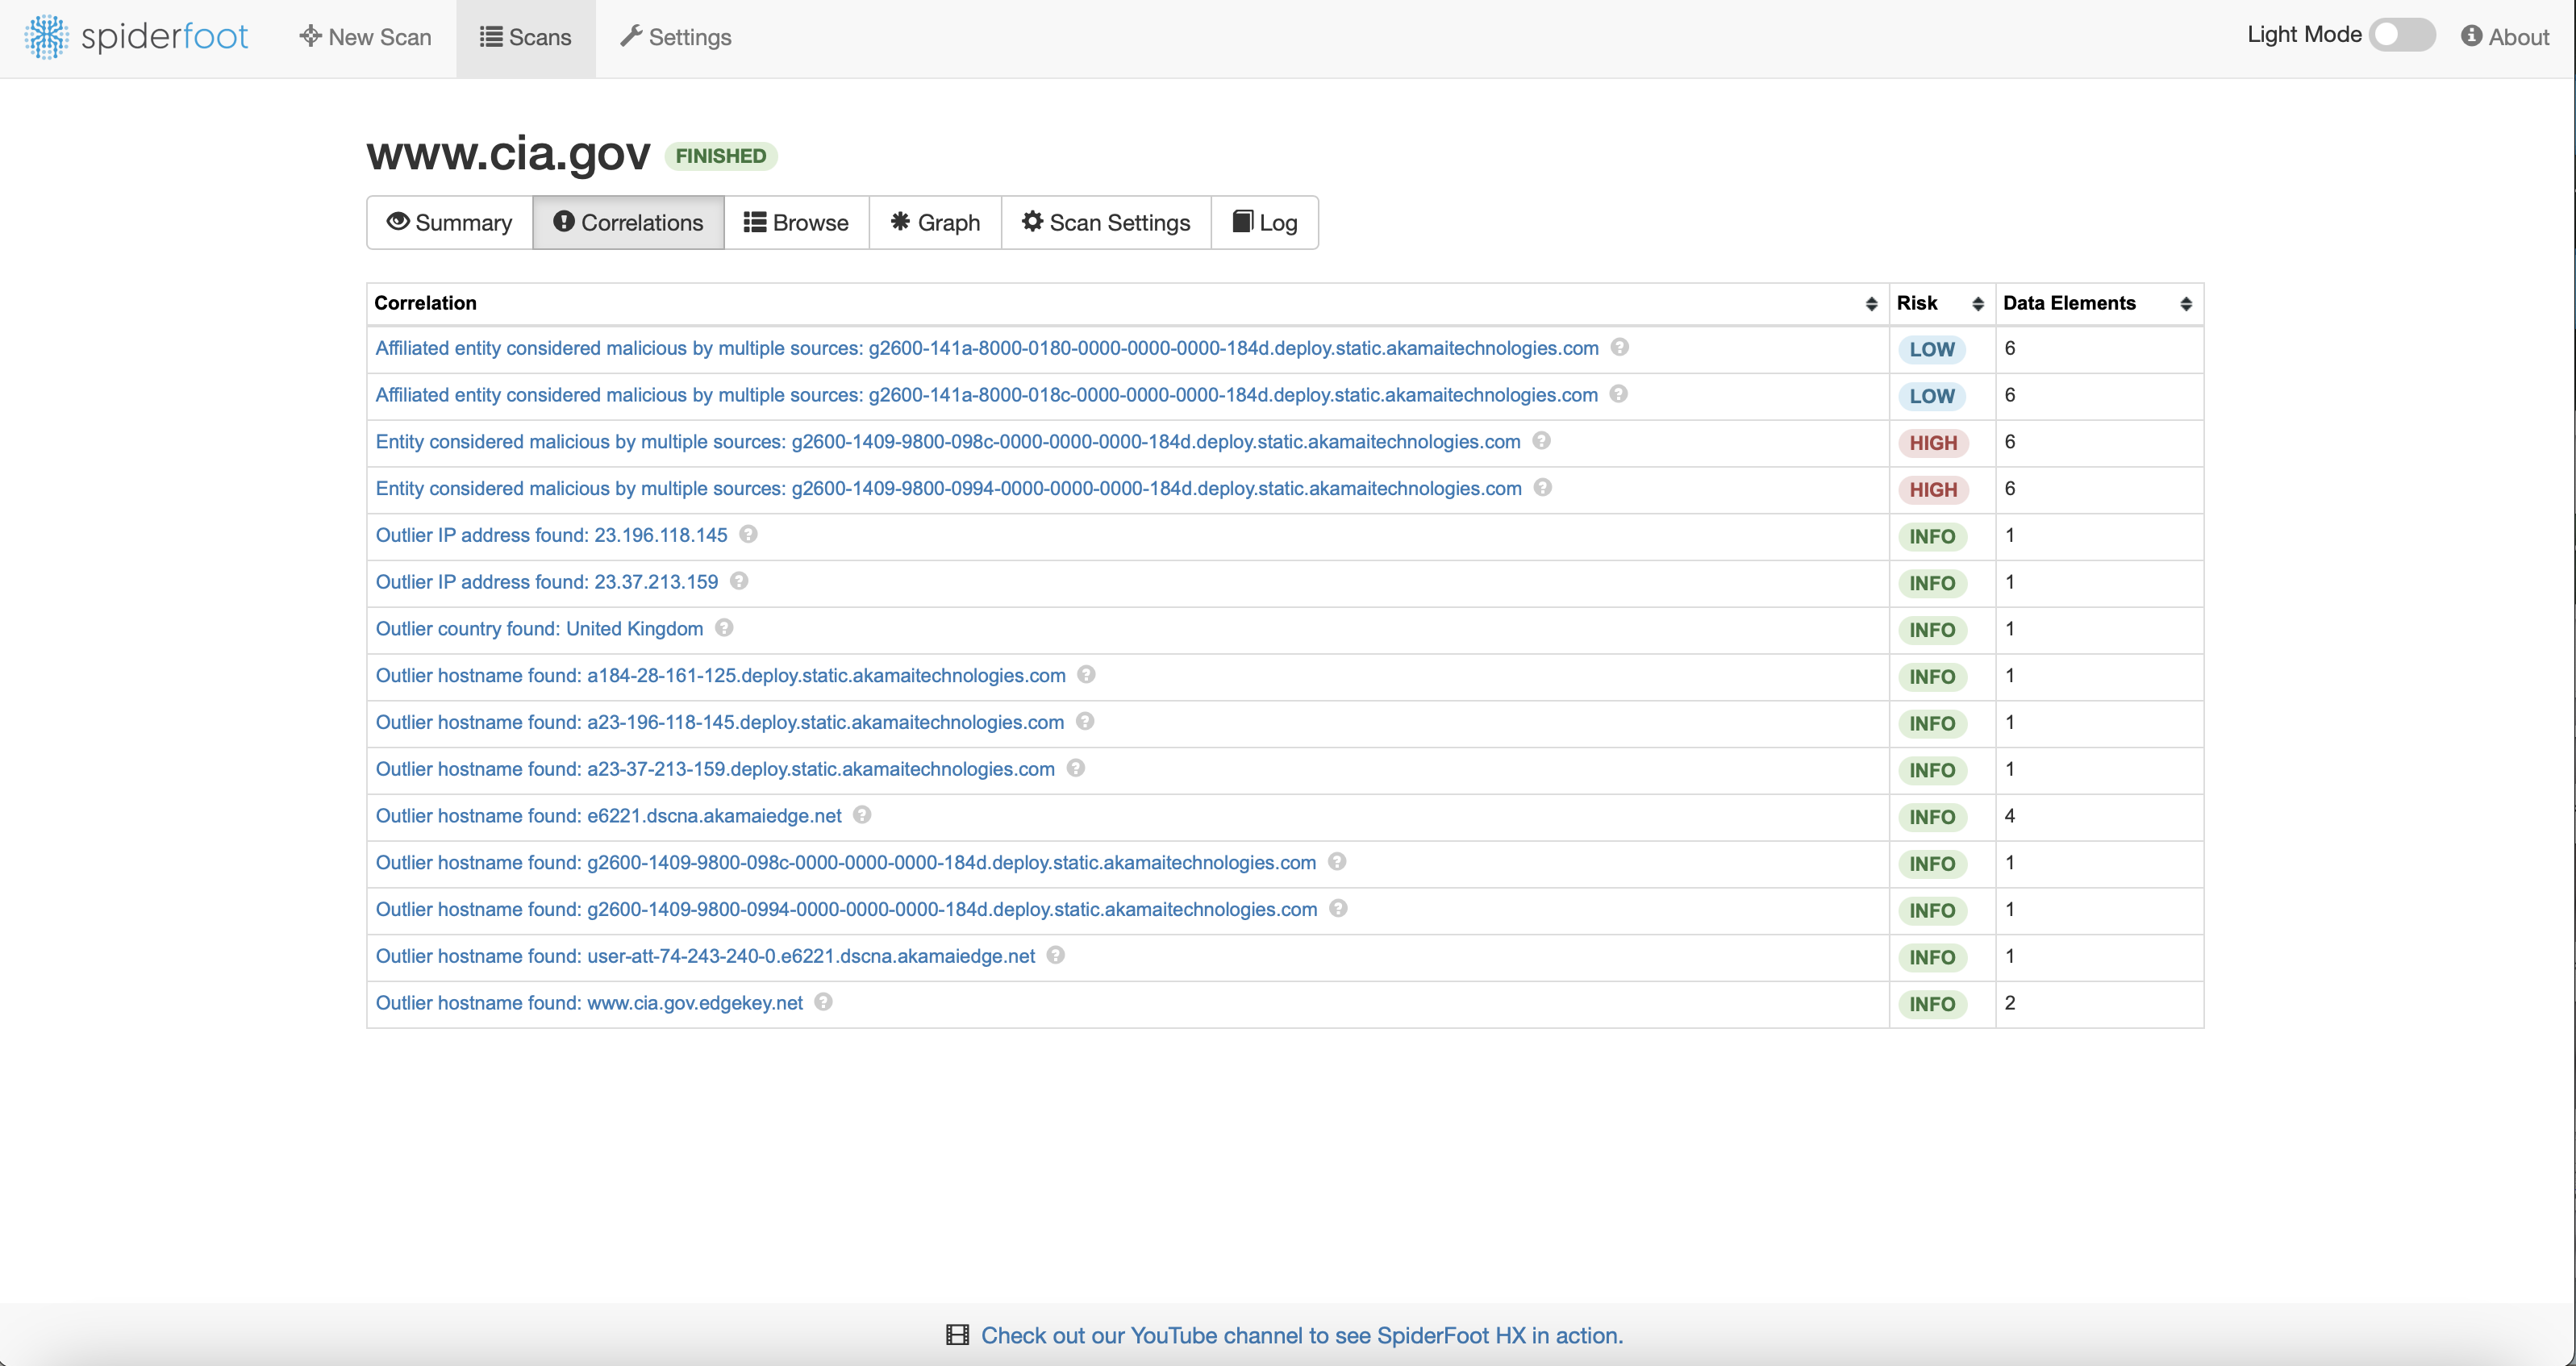 spiderfoot New Scan Scans Settings Light Mode About
www.cia.gov FINISHED
Summary Correlations Browse Graph Scan Settings Log
Correlation Risk Data Elements
Affiliated entity considered malicious by multiple sources: g2600-141a-8000-0180-0000-0000-0000-184d.deploy.static.akamaitechnologies.com LOW 6
Affiliated entity considered malicious by multiple sources: g2600-141a-8000-018c-0000-0000-0000-184d.deploy.static.akamaitechnologies.com LOW 6
Entity considered malicious by multiple sources: g2600-1409-9800-098c-0000-0000-0000-184d.deploy.static.akamaitechnologies.com HIGH 6
Entity considered malicious by multiple sources: g2600-1409-9800-0994-0000-0000-0000-184d.deploy.static.akamaitechnologies.com HIGH 6
Outlier IP address found: 23.196.118.145 INFO 1
Outlier IP address found: 23.37.213.159 INFO 1
Outlier country found: United Kingdom INFO 1
Outlier hostname found: a184-28-161-125.deploy.static.akamaitechnologies.com INFO 1
Outlier hostname found: a23-196-118-145.deploy.static.akamaitechnologies.com INFO 1
Outlier hostname found: a23-37-213-159.deploy.static.akamaitechnologies.com INFO 1
Outlier hostname found: e6221.dscna.akamaiedge.net INFO 4
Outlier hostname found: g2600-1409-9800-098c-0000-0000-0000-184d.deploy.static.akamaitechnologies.com INFO 1
Outlier hostname found: g2600-1409-9800-0994-0000-0000-0000-184d.deploy.static.akamaitechnologies.com INFO 1
Outlier hostname found: user-att-74-243-240-0.e6221.dscna.akamaiedge.net INFO 1
Outlier hostname found: www.cia.gov.edgekey.net INFO 2
Check out our YouTube channel to see SpiderFoot HX in action.